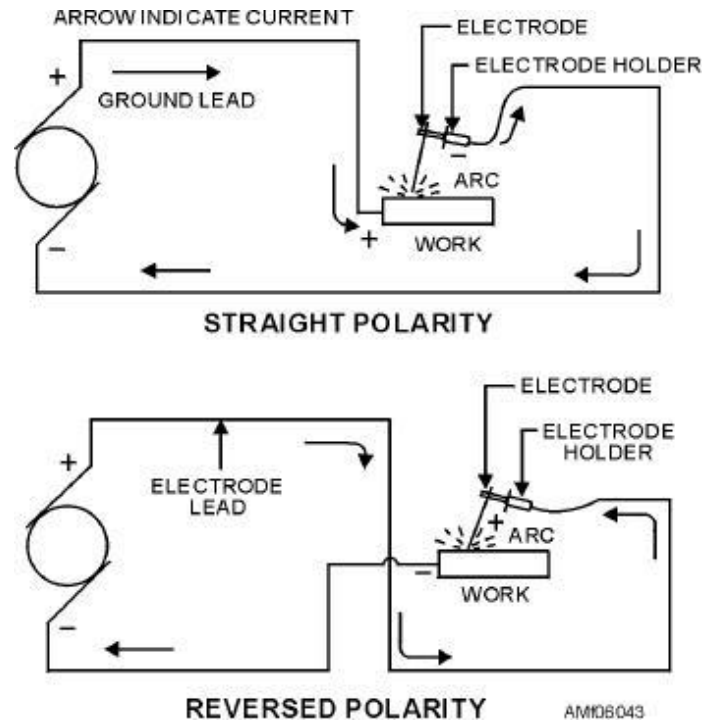 ARROW INDICATE CURRENT
ELECTRODE
+
ELECTRODE HOLDER
GROUND LEAD
−
ARC
−
+
WORK
STRAIGHT POLARITY
ELECTRODE
ELECTRODE
HOLDER
+
ELECTRODE
LEAD
+
ARC
−
WORK
−
REVERSED POLARITY
AMf06043